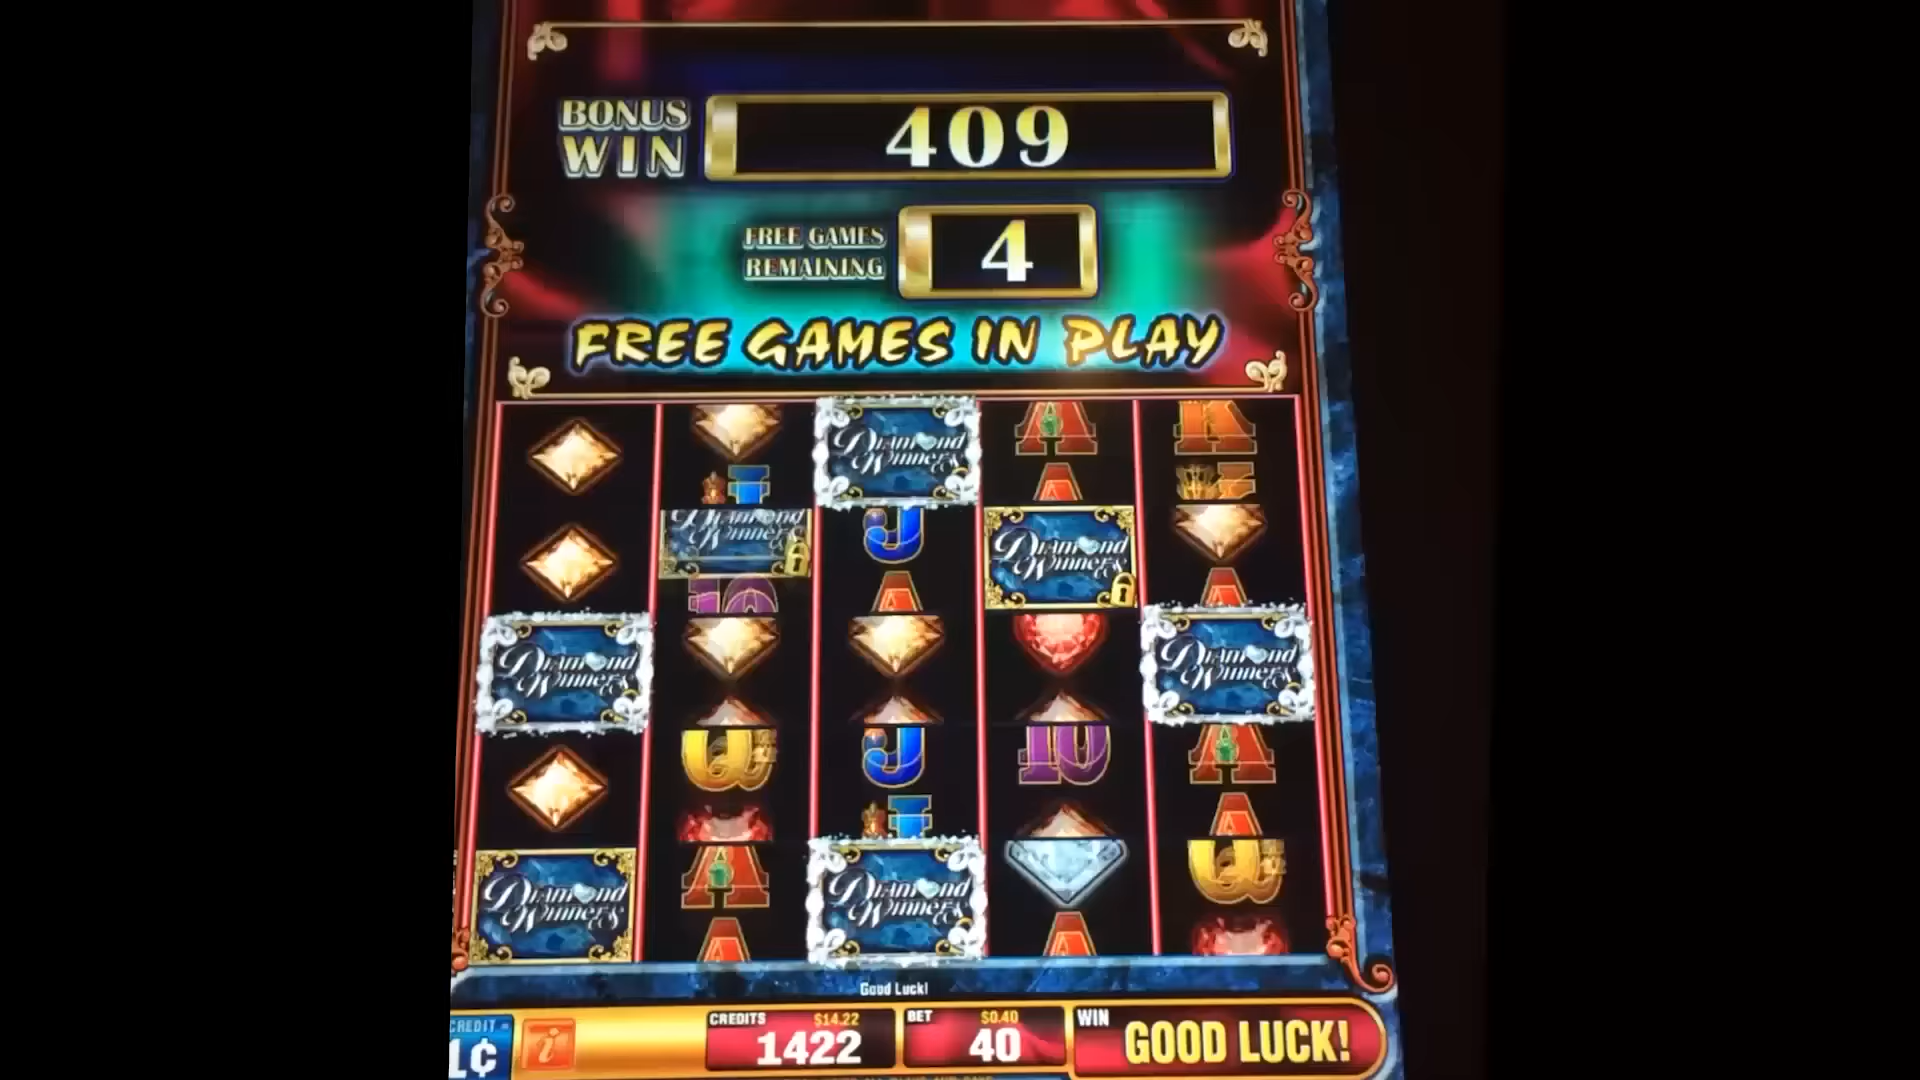 BONUS
WIN
409
FREE GAMES
REMAINING
4
FREE GAMES IN PLAY
A
K
Diamond
Winners
J
Diamond
Winners
J
Diamond
Winners
A
A
A
10
Diamond
Winners
Diamond
Winners
Q
J
10
A
J
A
Q
Diamond
Winners
A
Diamond
Winners
A
A
Good Luck!
CREDIT =
1¢
i
CREDITS
$14.22
1422
BET
$0.40
40
WIN
GOOD LUCK!